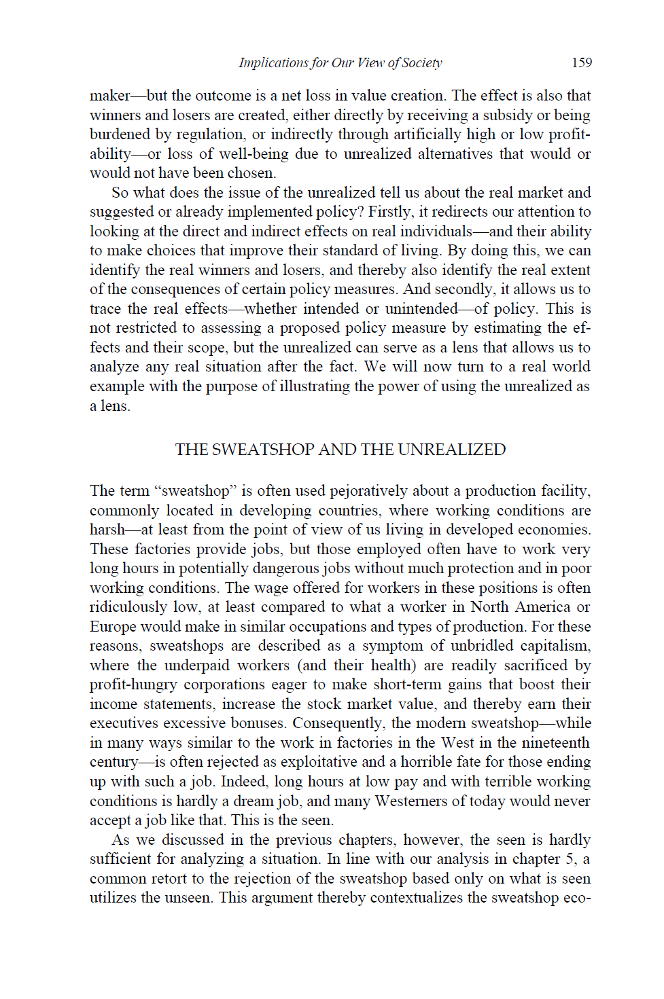 Implications for Our View of Society 159
maker—but the outcome is a net loss in value creation. The effect is also that
winners and losers are created, either directly by receiving a subsidy or being
burdened by regulation, or indirectly through artificially high or low profit-
ability—or loss of well-being due to unrealized alternatives that would or
would not have been chosen.
So what does the issue of the unrealized tell us about the real market and
suggested or already implemented policy? Firstly, it redirects our attention to
looking at the direct and indirect effects on real individuals—and their ability
to make choices that improve their standard of living. By doing this, we can
identify the real winners and losers, and thereby also identify the real extent
of the consequences of certain policy measures. And secondly, it allows us to
trace the real effects—whether intended or unintended—of policy. This is
not restricted to assessing a proposed policy measure by estimating the ef-
fects and their scope, but the unrealized can serve as a lens that allows us to
analyze any real situation after the fact. We will now turn to a real world
example with the purpose of illustrating the power of using the unrealized as
a lens.
THE SWEATSHOP AND THE UNREALIZED
The term “sweatshop” is often used pejoratively about a production facility,
commonly located in developing countries, where working conditions are
harsh—at least from the point of view of us living in developed economies.
These factories provide jobs, but those employed often have to work very
long hours in potentially dangerous jobs without much protection and in poor
working conditions. The wage offered for workers in these positions is often
ridiculously low, at least compared to what a worker in North America or
Europe would make in similar occupations and types of production. For these
reasons, sweatshops are described as a symptom of unbridled capitalism,
where the underpaid workers (and their health) are readily sacrificed by
profit-hungry corporations eager to make short-term gains that boost their
income statements, increase the stock market value, and thereby earn their
executives excessive bonuses. Consequently, the modern sweatshop—while
in many ways similar to the work in factories in the West in the nineteenth
century—is often rejected as exploitative and a horrible fate for those ending
up with such a job. Indeed, long hours at low pay and with terrible working
conditions is hardly a dream job, and many Westerners of today would never
accept a job like that. This is the seen.
As we discussed in the previous chapters, however, the seen is hardly
sufficient for analyzing a situation. In line with our analysis in chapter 5, a
common retort to the rejection of the sweatshop based only on what is seen
utilizes the unseen. This argument thereby contextualizes the sweatshop eco-